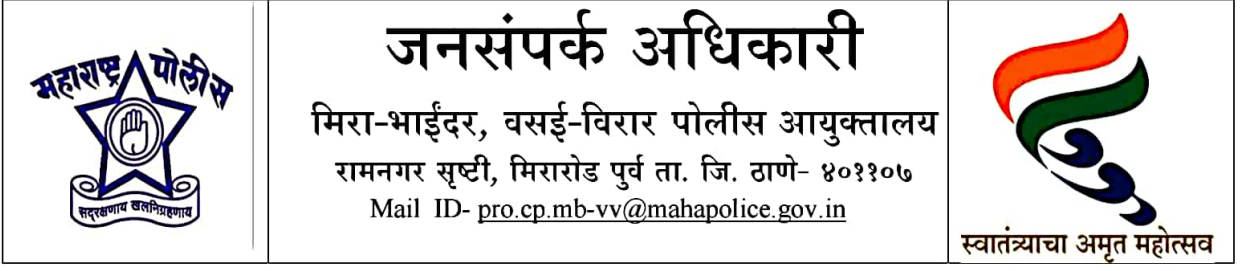 महाराष्ट्र पोलीस
सद्रक्षणाय खलनिग्रहणाय
जनसंपर्क अधिकारी
मिरा-भाईंदर, वसई-विरार पोलीस आयुक्तालय
रामनगर सृष्टी, मिरारोड पुर्व ता. जि. ठाणे- ४०११०७
Mail ID- pro.cp.mb-vv@mahapolice.gov.in
स्वातंत्र्याचा अमृत महोत्सव